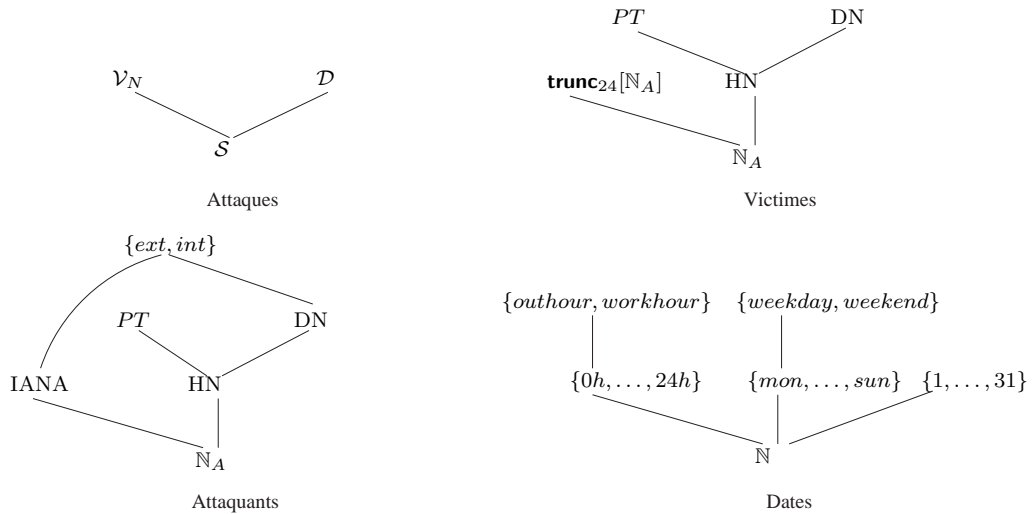 PT DN
𝒱_N 𝒟 trunc₂₄[ℕ_A] HN
𝒮 ℕ_A
Attaques Victimes
{ext, int}
{outhour, workhour} {weekday, weekend}
PT DN
IANA HN {0h, . . . , 24h} {mon, . . . , sun} {1, . . . , 31}
ℕ_A ℕ
Attaquants Dates